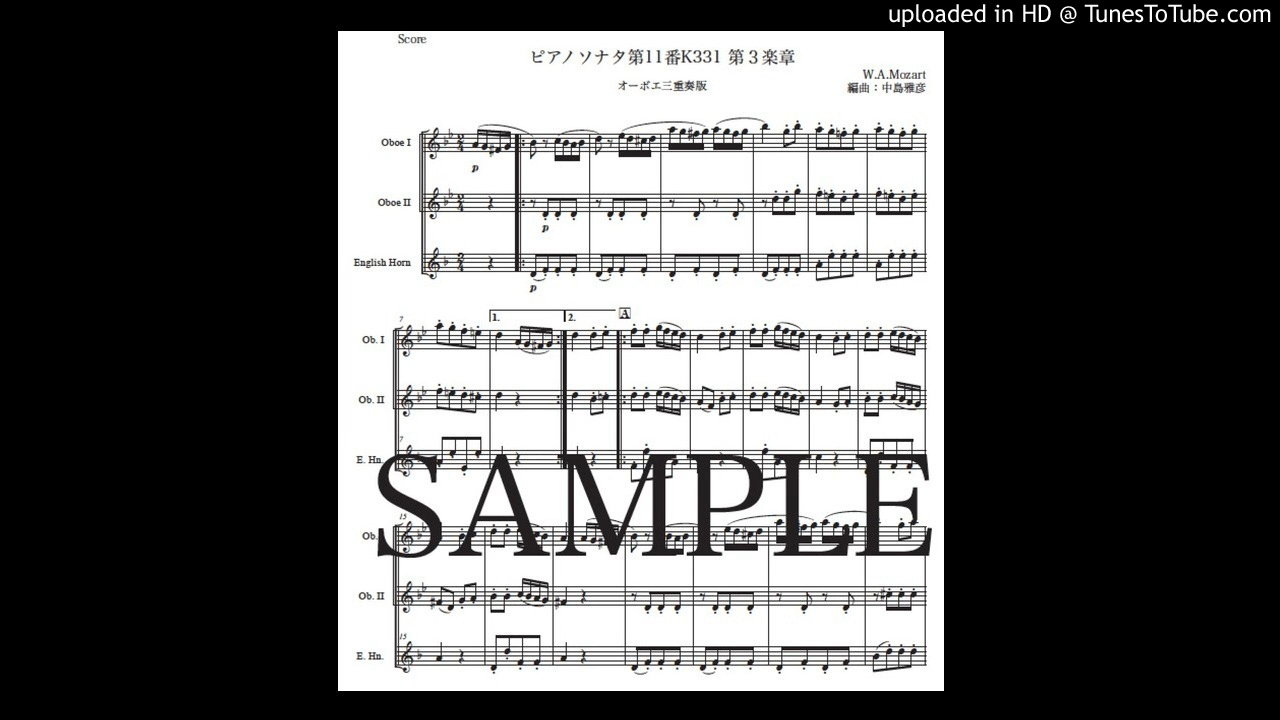 uploaded in HD @ TunesToTube.com
Score
ピアノソナタ第11番K331 第３楽章
W.A.Mozart
オーボエ三重奏版
編曲：中島雅彦
Oboe I
p
Oboe II
p
English Horn
p
7
1.
2.
A
Ob. I
Ob. II
7
E. Hn.
SAMPLE
15
Ob.
Ob. II
15
E. Hn.